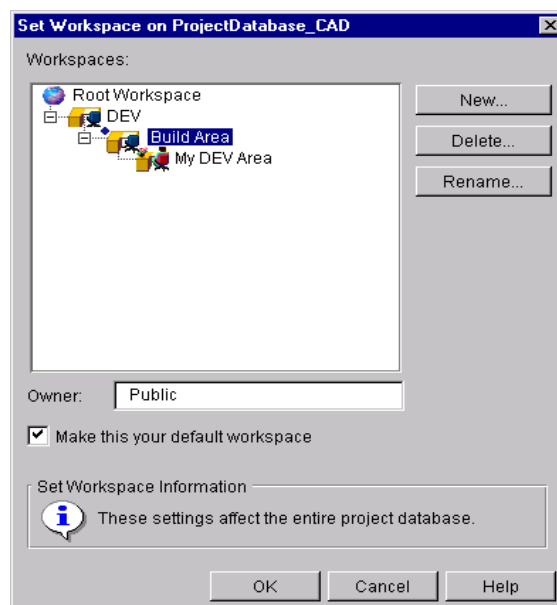 Set Workspace on ProjectDatabase_CAD
Workspaces:
Root Workspace
DEV
Build Area
My DEV Area
New...
Delete...
Rename...
Owner:
Public
Make this your default workspace
Set Workspace Information
These settings affect the entire project database.
OK
Cancel
Help